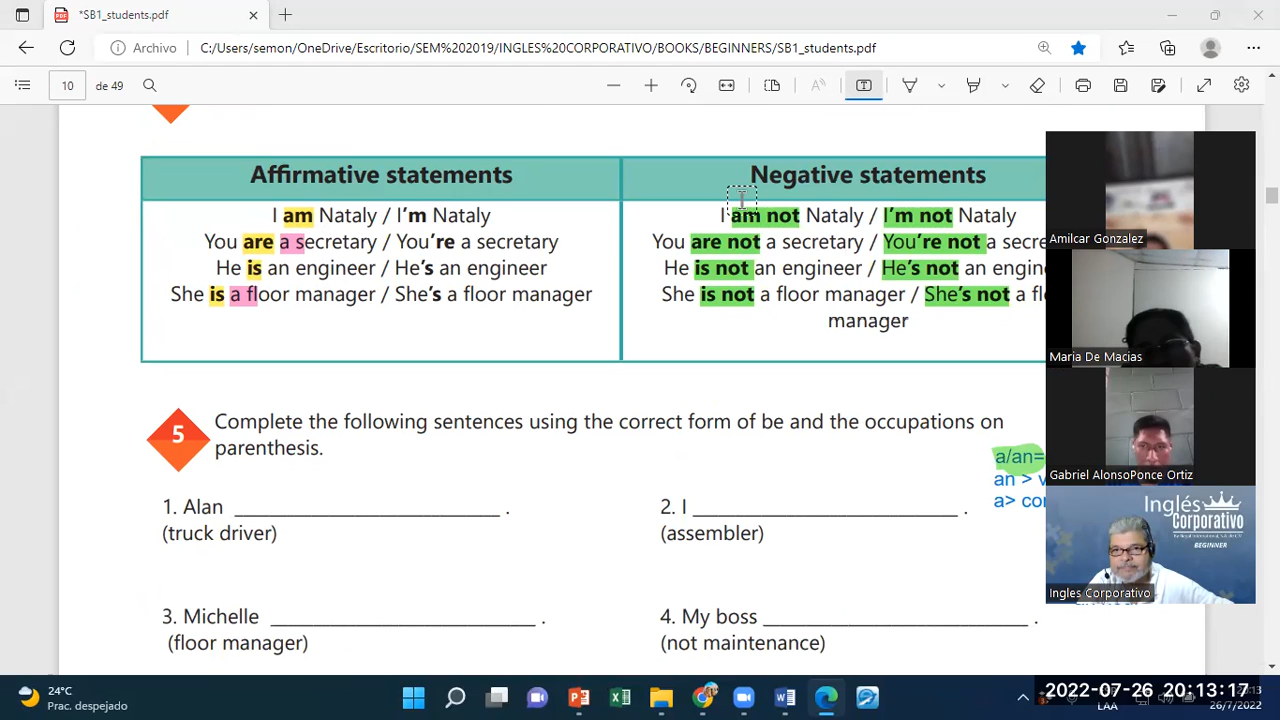 *SB1_students.pdf
Archivo C:/Users/semon/OneDrive/Escritorio/SEM%202019/INGLES%20CORPORATIVO/BOOKS/BEGINNERS/SB1_students.pdf
10 de 49
Affirmative statements
I am Nataly / I'm Nataly
You are a secretary / You're a secretary
He is an engineer / He's an engineer
She is a floor manager / She's a floor manager
Negative statements
I am not Nataly / I'm not Nataly
You are not a secretary / You're not a secre
He is not an engineer / He's not an engine
She is not a floor manager / She's not a fl
manager
5 Complete the following sentences using the correct form of be and the occupations on
parenthesis.
a/an=
an > v
a> con
1. Alan ____________________ .
(truck driver)
2. I ____________________ .
(assembler)
3. Michelle ____________________ .
(floor manager)
4. My boss ____________________ .
(not maintenance)
Amilcar Gonzalez
Maria De Macias
Gabriel AlonsoPonce Ortiz
Inglés
Corporativo
BEGINNER
Ingles Corporativo
24°C
Prac. despejado
2022-07-26 20:13:17
LAA
26/7/2022